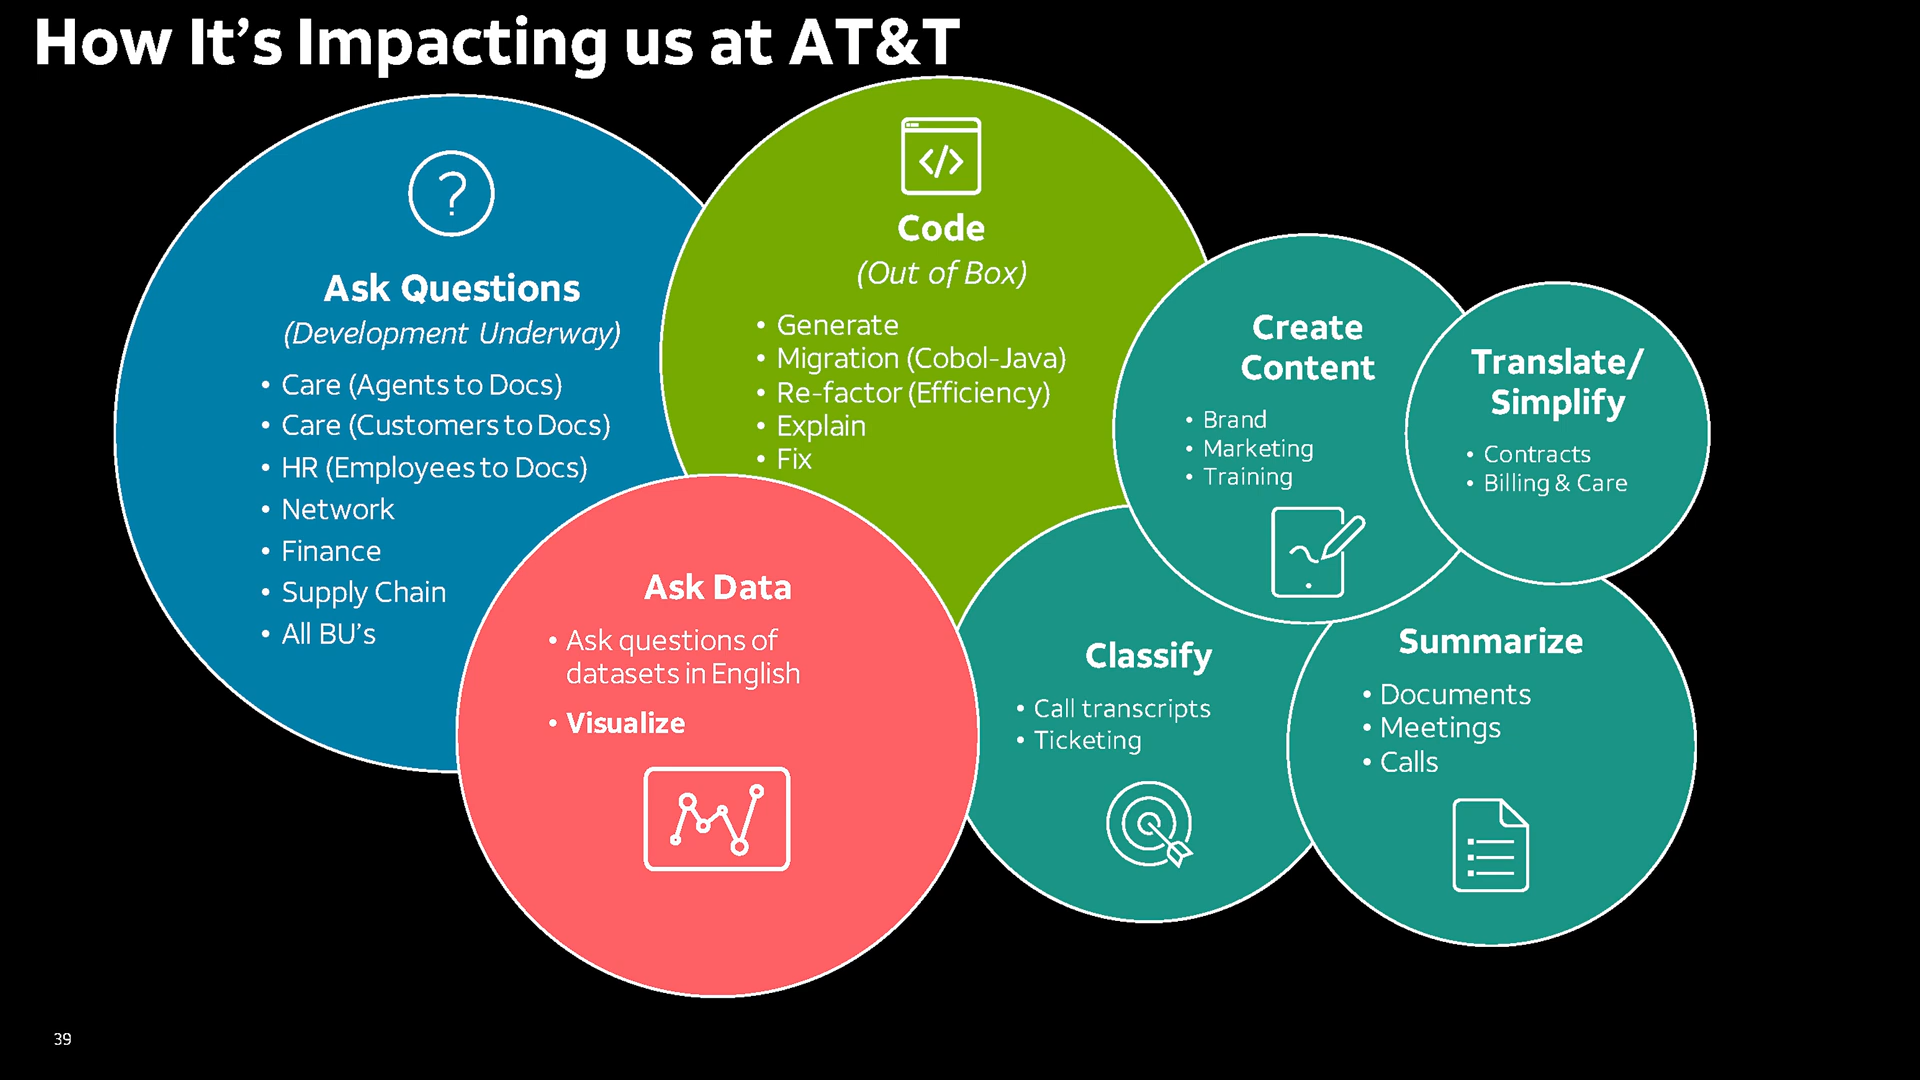 How It’s Impacting us at AT&T
?
Ask Questions
(Development Underway)
• Care (Agents to Docs)
• Care (Customers to Docs)
• HR (Employees to Docs)
• Network
• Finance
• Supply Chain
• All BU’s
</>
Code
(Out of Box)
• Generate
• Migration (Cobol-Java)
• Re-factor (Efficiency)
• Explain
• Fix
Ask Data
• Ask questions of
datasets in English
• Visualize
Create
Content
• Brand
• Marketing
• Training
Translate/
Simplify
• Contracts
• Billing & Care
Classify
• Call transcripts
• Ticketing
Summarize
• Documents
• Meetings
• Calls
39